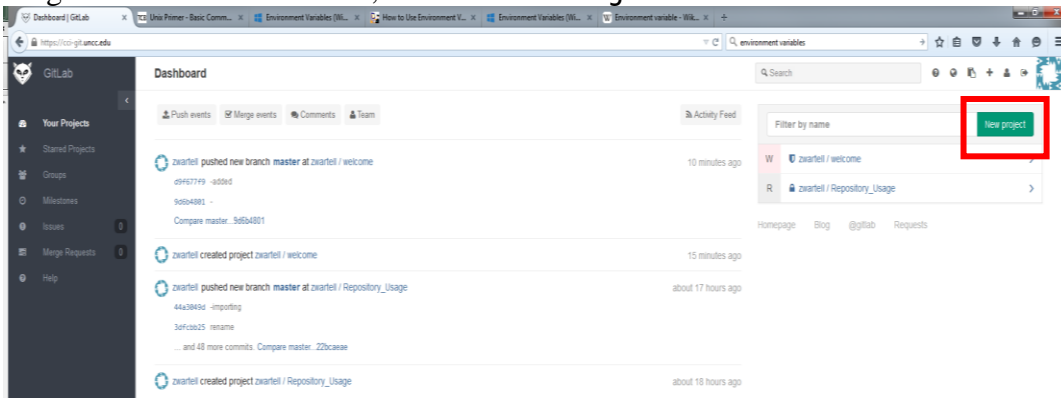 Dashboard | GitLab
Unix Primer - Basic Comm...
Environment Variables (Wi...
How to Use Environment V...
Environment Variables (Wi...
Environment variable - Wik...
https://cci-git.uncc.edu
environment variables
GitLab
Dashboard
Search
Push events
Merge events
Comments
Team
Activity Feed
Filter by name
New project
Your Projects
Starred Projects
Groups
Milestones
Issues 0
Merge Requests 0
Help
zwartell pushed new branch master at zwartell / welcome
10 minutes ago
d9f677f9 -added
9d6b4801 -
Compare master...9d6b4801
zwartell created project zwartell / welcome
15 minutes ago
zwartell pushed new branch master at zwartell / Repository_Usage
about 17 hours ago
44a3049d -importing
3dfcbb25 rename
... and 48 more commits. Compare master...22bcaeae
zwartell created project zwartell / Repository_Usage
about 18 hours ago
W zwartell / welcome
R zwartell / Repository_Usage
Homepage Blog @gitlab Requests